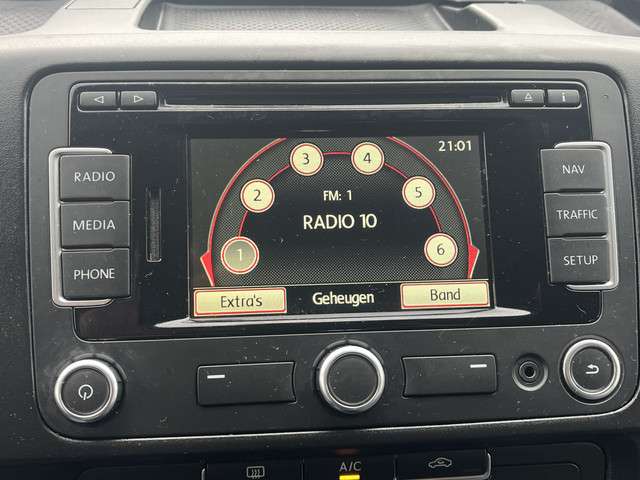 RADIO
MEDIA
PHONE
21:01
1
2
3
4
5
6
FM: 1
RADIO 10
Extra's
Geheugen
Band
i
NAV
TRAFFIC
SETUP
A/C